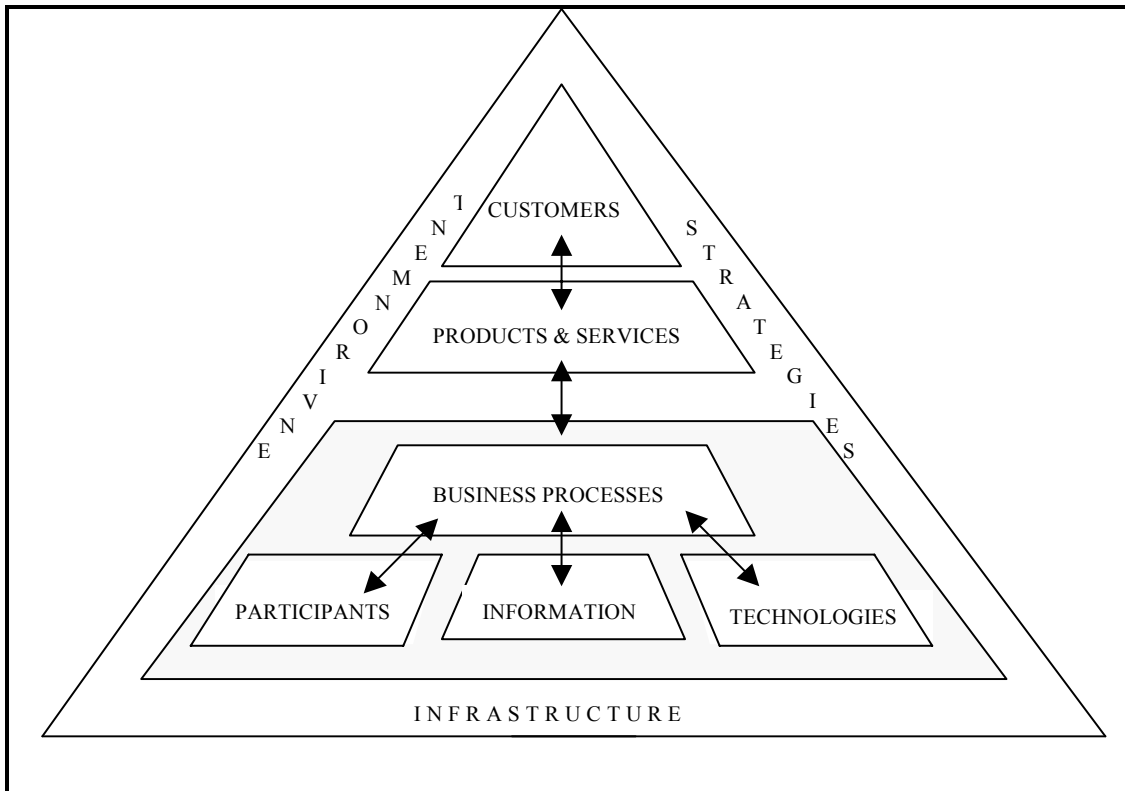 CUSTOMERS
PRODUCTS & SERVICES
BUSINESS PROCESSES
PARTICIPANTS
INFORMATION
TECHNOLOGIES
ENVIRONMENT
STRATEGIES
INFRASTRUCTURE